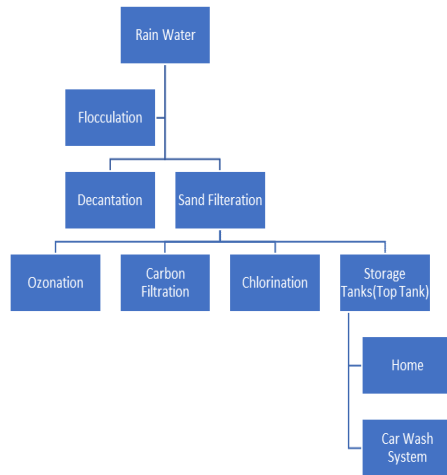 Rain Water
Flocculation
Decantation
Sand Filteration
Ozonation
Carbon
Filtration
Chlorination
Storage
Tanks(Top Tank)
Home
Car Wash
System